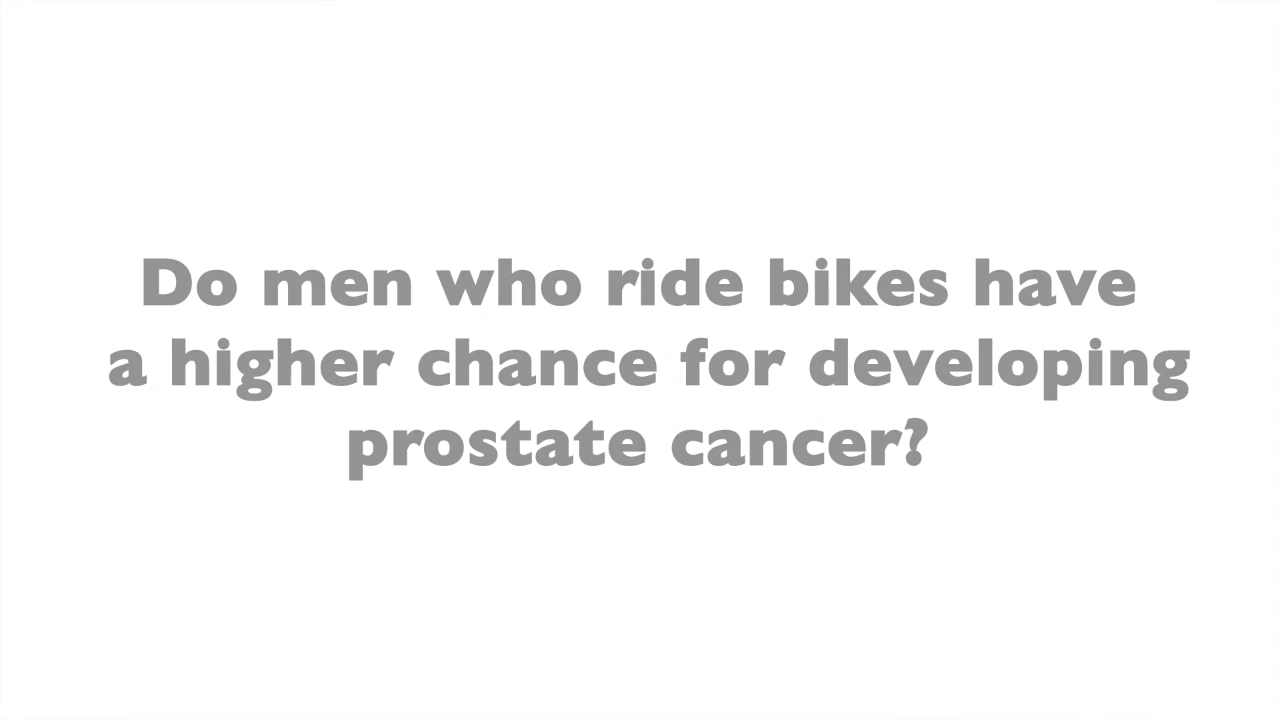 Do men who ride bikes have
a higher chance for developing
prostate cancer?